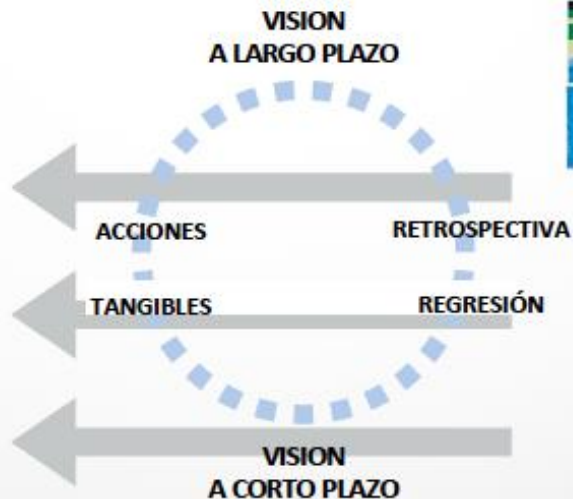 VISION
A LARGO PLAZO
ACCIONES
RETROSPECTIVA
TANGIBLES
REGRESIÓN
VISION
A CORTO PLAZO